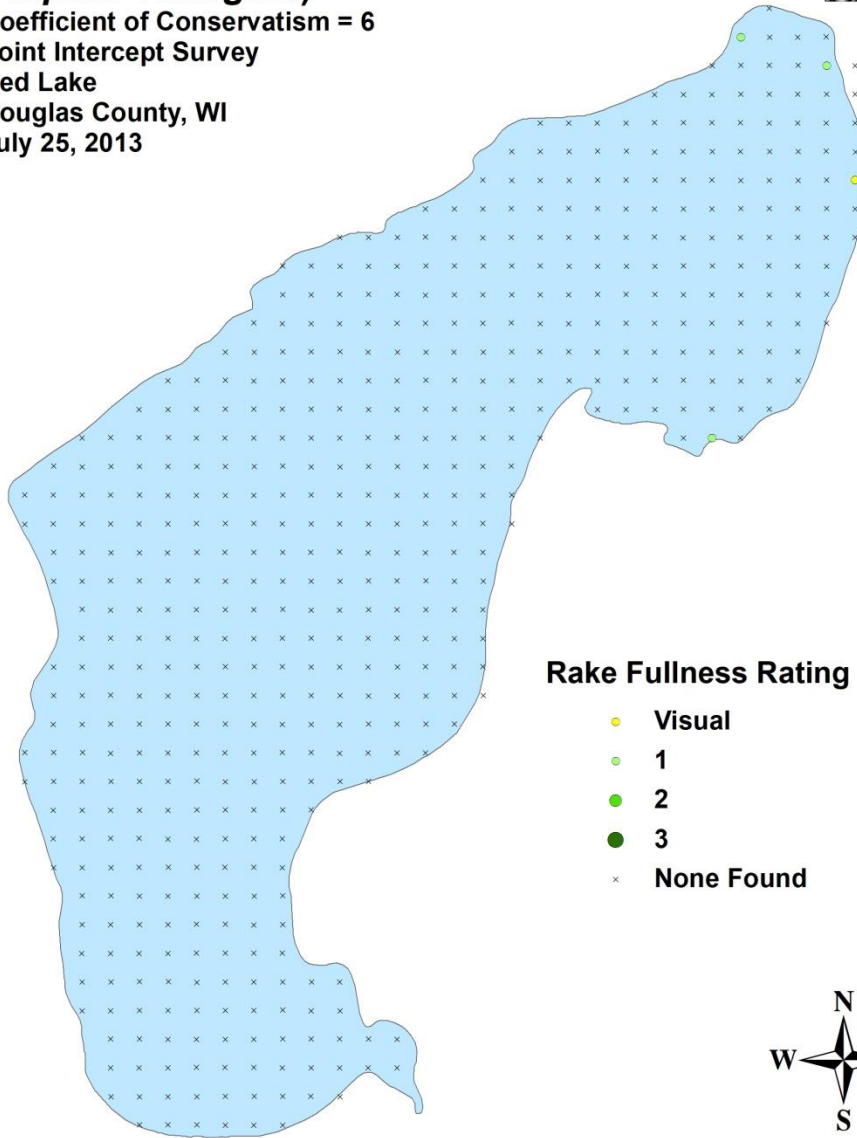 oefficient of Conservatism = 6
oint Intercept Survey
ed Lake
ouglas County, WI
uly 25, 2013
Rake Fullness Rating
Visual
1
2
3
None Found
N
W
S